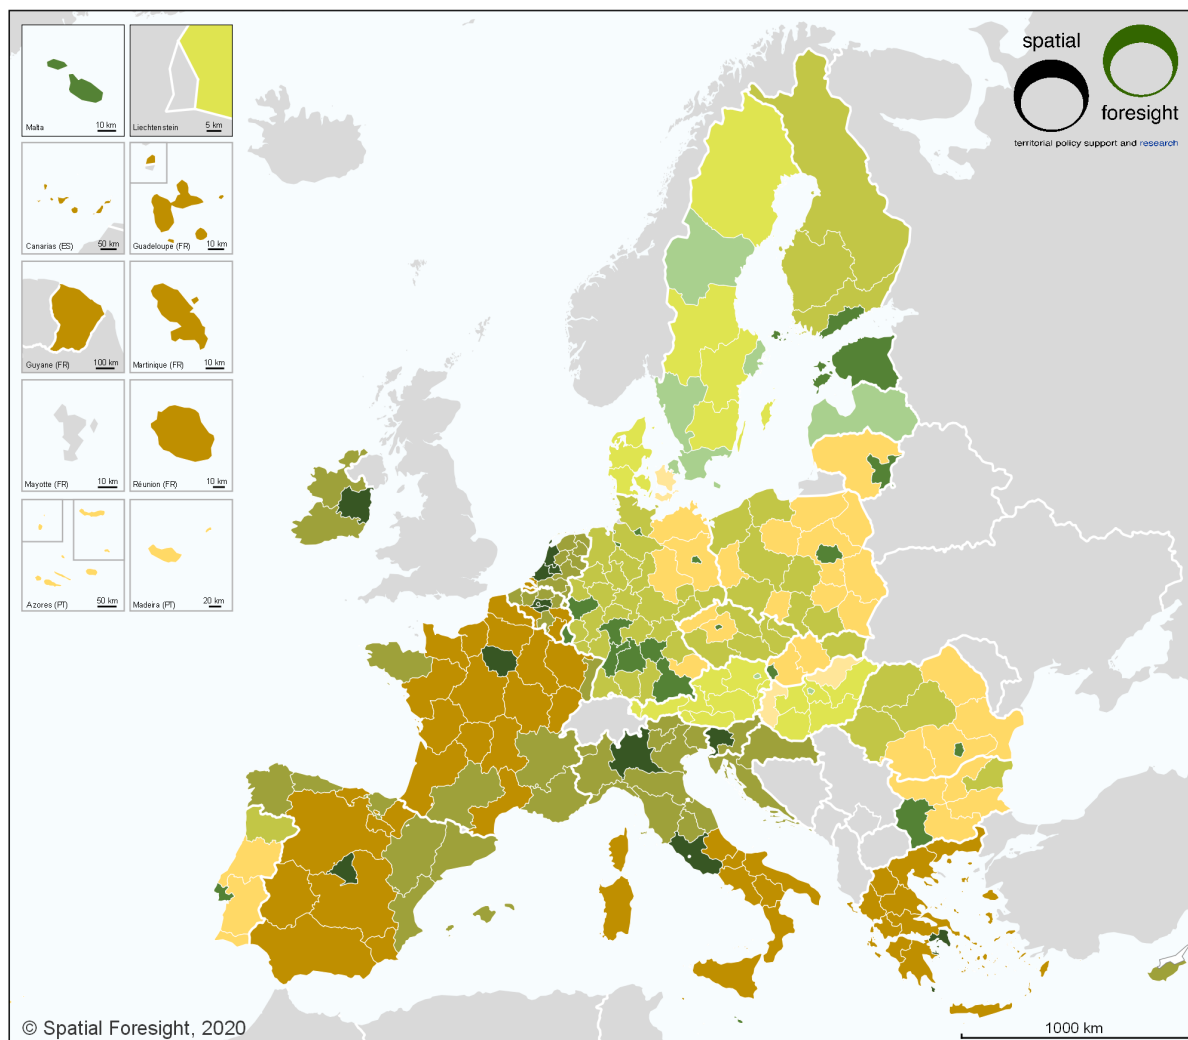 spatial
foresight
territorial policy support and research
Malta
10 km
Liechtenstein
5 km
Canarias (ES)
50 km
Guadeloupe (FR)
10 km
Guyane (FR)
100 km
Martinique (FR)
10 km
Mayotte (FR)
10 km
Réunion (FR)
10 km
Azores (PT)
50 km
Madeira (PT)
20 km
© Spatial Foresight, 2020
1000 km